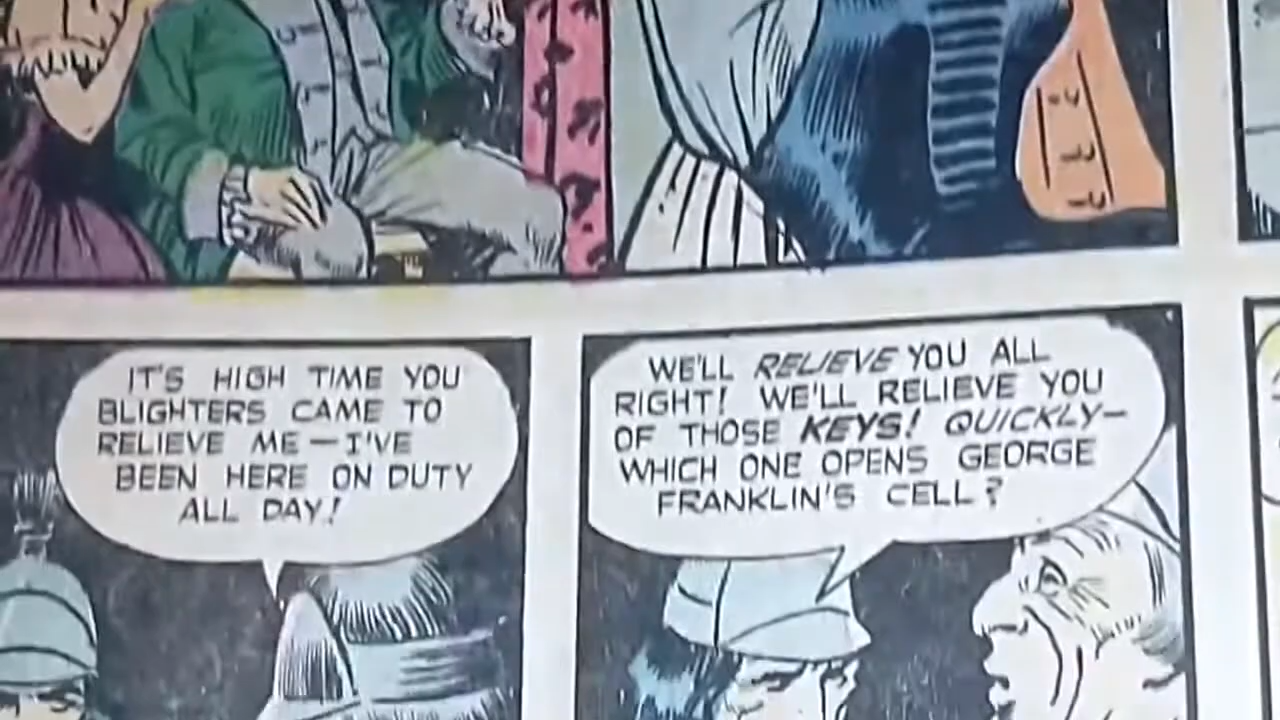 IT'S HIGH TIME YOU
BLIGHTERS CAME TO
RELIEVE ME—I'VE
BEEN HERE ON DUTY
ALL DAY!
WE'LL RELIEVE YOU ALL
RIGHT! WE'LL RELIEVE YOU
OF THOSE KEYS! QUICKLY—
WHICH ONE OPENS GEORGE
FRANKLIN'S CELL?